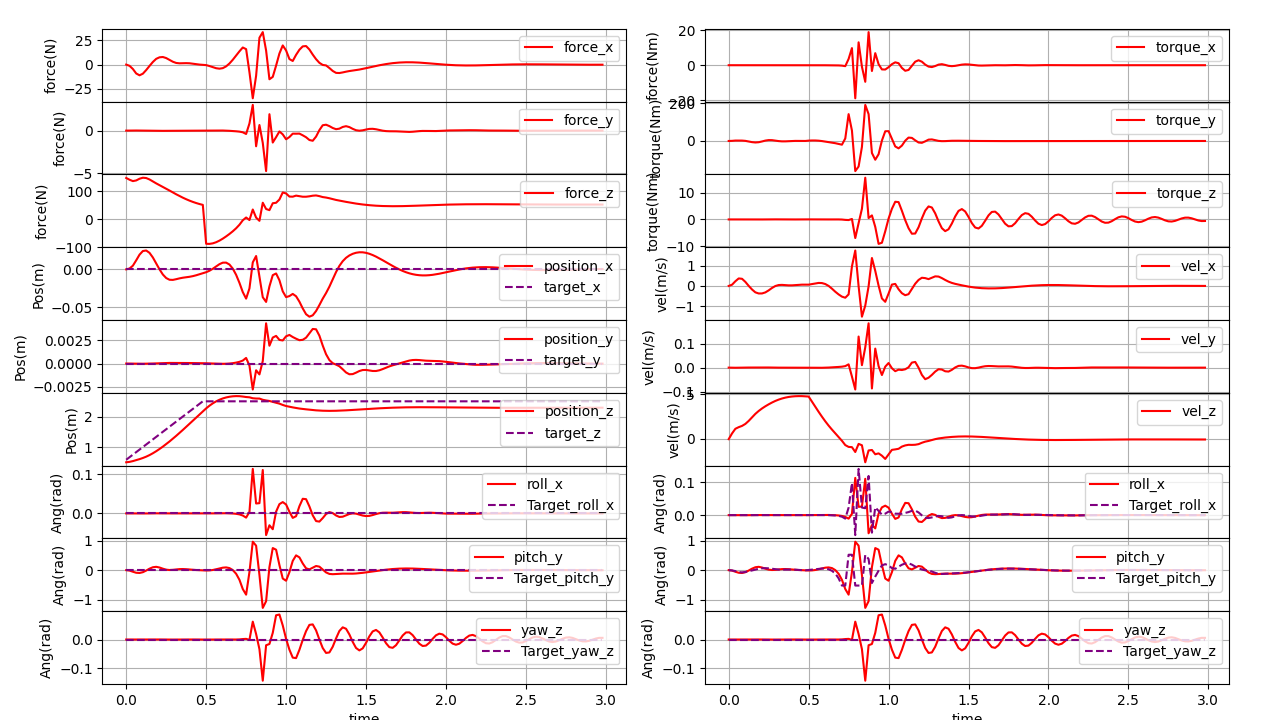 force(N)
25
0
−25
force_x
force(N)
0
−5
force_y
force(N)
100
0
−100
force_z
Pos(m)
0.00
−0.05
position_x
target_x
Pos(m)
0.0025
0.0000
−0.0025
position_y
target_y
Pos(m)
2
1
position_z
target_z
Ang(rad)
0.1
0.0
roll_x
Target_roll_x
Ang(rad)
1
0
−1
pitch_y
Target_pitch_y
Ang(rad)
0.0
−0.1
yaw_z
Target_yaw_z
0.0 0.5 1.0 1.5 2.0 2.5 3.0
time
force(Nm)
20
0
−20
torque_x
torque(Nm)
200
0
torque_y
torque(Nm)
10
0
−10
torque_z
vel(m/s)
1
0
−1
vel_x
vel(m/s)
0.1
0.0
−0.1
vel_y
vel(m/s)
5
0
vel_z
Ang(rad)
0.1
0.0
roll_x
Target_roll_x
Ang(rad)
1
0
−1
pitch_y
Target_pitch_y
Ang(rad)
0.0
−0.1
yaw_z
Target_yaw_z
0.0 0.5 1.0 1.5 2.0 2.5 3.0
time